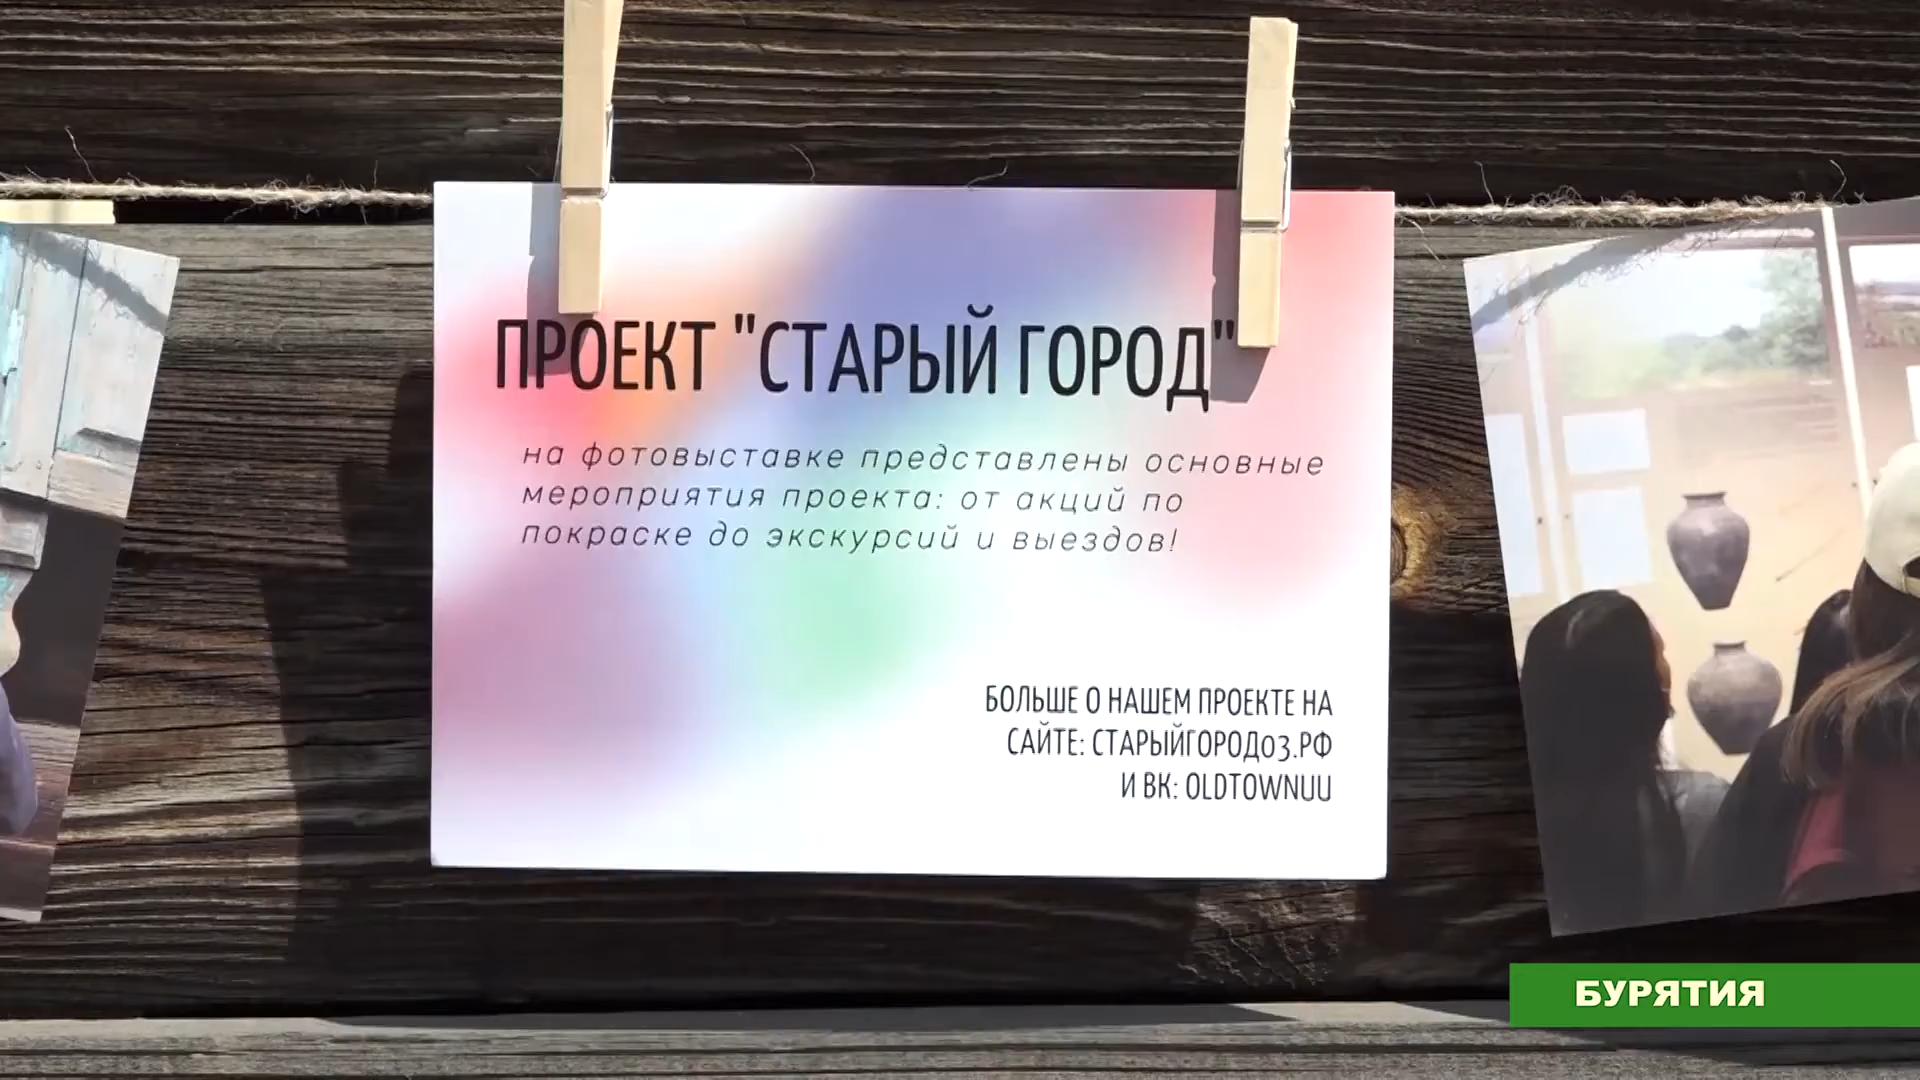 ПРОЕКТ "СТАРЫЙ ГОРОД"
на фотовыставке представлены основные
мероприятия проекта: от акций по
покраске до экскурсий и выездов!
БОЛЬШЕ О НАШЕМ ПРОЕКТЕ НА
САЙТЕ: СТАРЫЙГОРОД03.РФ
И ВК: OLDTOWNUU
БУРЯТИЯ